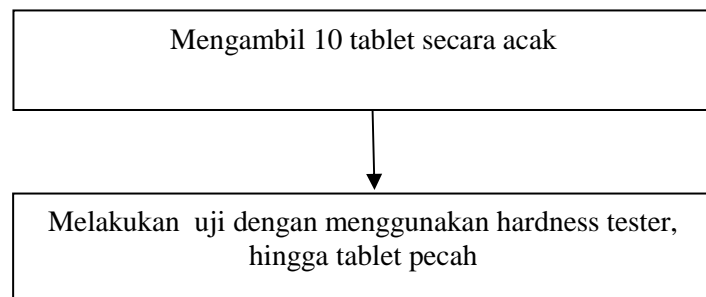 Mengambil 10 tablet secara acak
Melakukan  uji dengan menggunakan hardness tester,
hingga tablet pecah